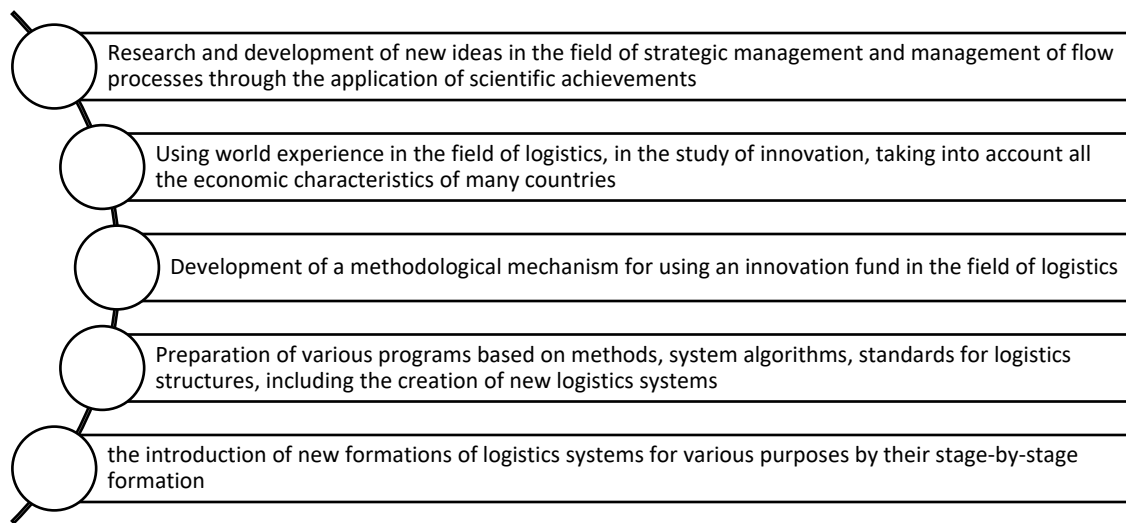 Research and development of new ideas in the field of strategic management and management of flow
processes through the application of scientific achievements
Using world experience in the field of logistics, in the study of innovation, taking into account all
the economic characteristics of many countries
Development of a methodological mechanism for using an innovation fund in the field of logistics
Preparation of various programs based on methods, system algorithms, standards for logistics
structures, including the creation of new logistics systems
the introduction of new formations of logistics systems for various purposes by their stage-by-stage
formation